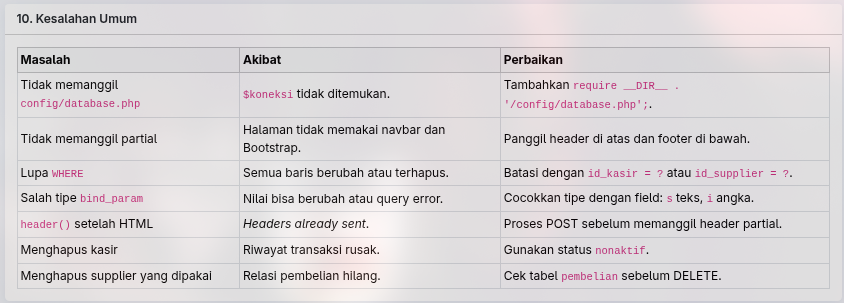 10. Kesalahan Umum
Masalah Akibat Perbaikan
Tidak memanggil
config/database.php
$koneksi tidak ditemukan.
Tambahkan require __DIR__ .
'/config/database.php';.
Tidak memanggil partial
Halaman tidak memakai navbar dan
Bootstrap.
Panggil header di atas dan footer di bawah.
Lupa WHERE Semua baris berubah atau terhapus. Batasi dengan id_kasir = ? atau id_supplier = ?.
Salah tipe bind_param Nilai bisa berubah atau query error. Cocokkan tipe dengan field: s teks, i angka.
header() setelah HTML Headers already sent. Proses POST sebelum memanggil header partial.
Menghapus kasir Riwayat transaksi rusak. Gunakan status nonaktif.
Menghapus supplier yang dipakai Relasi pembelian hilang. Cek tabel pembelian sebelum DELETE.